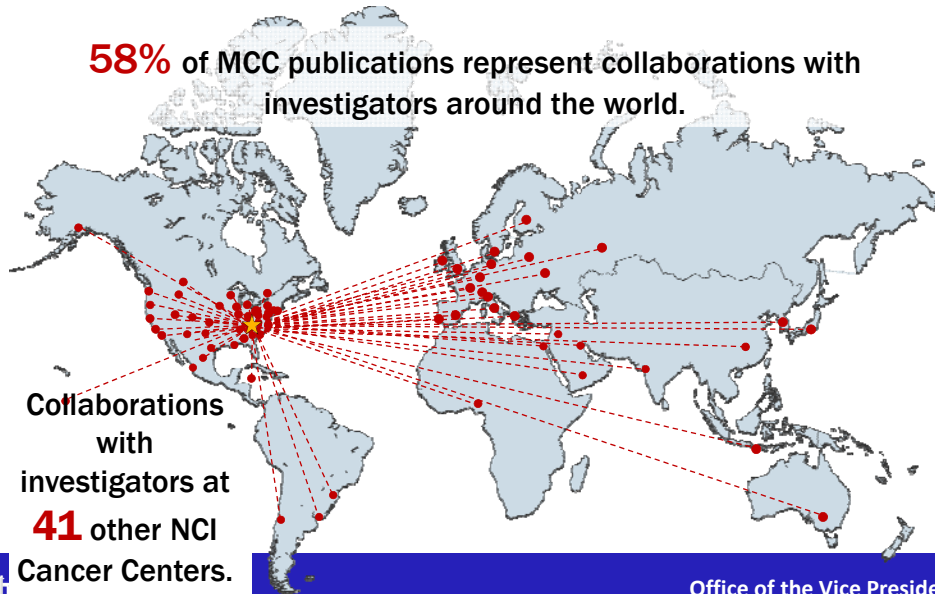 58% of MCC publications represent collaborations with
investigators around the world.
Collaborations
with
investigators at
41 other NCI
Cancer Centers.
Office of the Vice